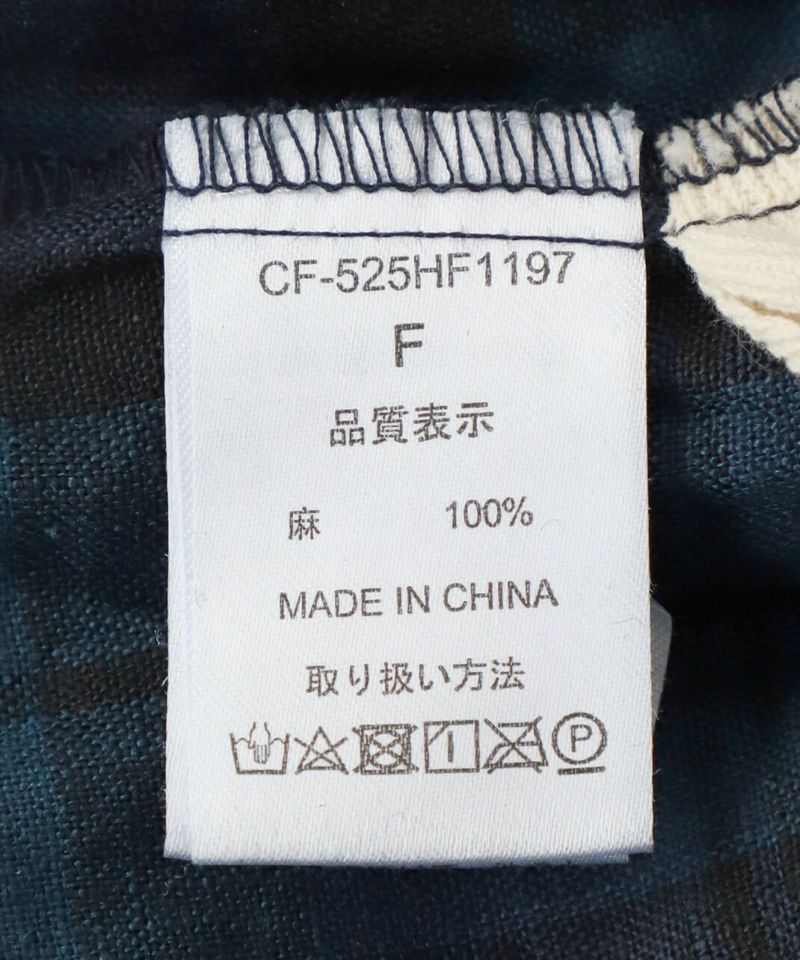 CF-525HF1197
F
品質表示
麻 100%
MADE IN CHINA
取り扱い方法
P